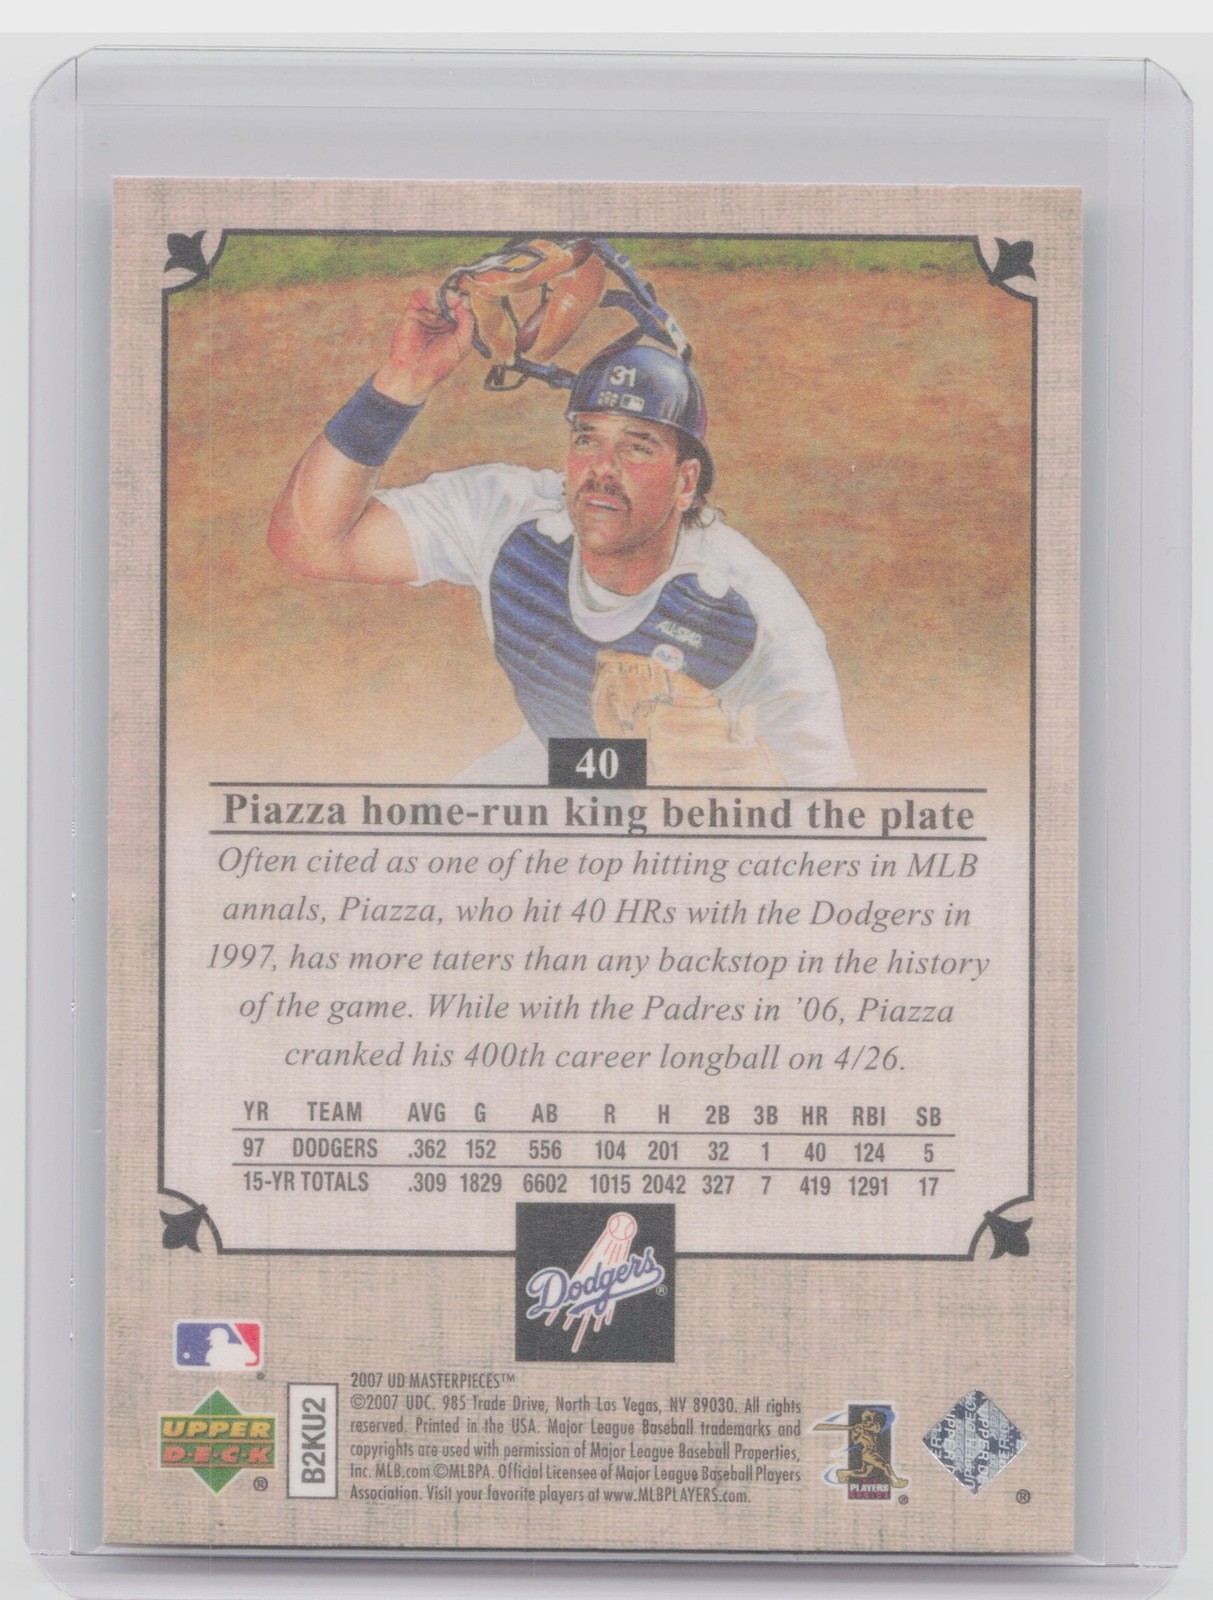 31
ALL-STAR
40
Piazza home-run king behind the plate
Often cited as one of the top hitting catchers in MLB
annals, Piazza, who hit 40 HRs with the Dodgers in
1997, has more taters than any backstop in the history
of the game. While with the Padres in '06, Piazza
cranked his 400th career longball on 4/26.
YR TEAM AVG G AB R H 2B 3B HR RBI SB
97 DODGERS .362 152 556 104 201 32 1 40 124 5
15-YR TOTALS .309 1829 6602 1015 2042 327 7 419 1291 17
Dodgers®
2007 UD MASTERPIECES™
©2007 UDC. 985 Trade Drive, North Las Vegas, NV 89030. All rights
reserved. Printed in the USA. Major League Baseball trademarks and
copyrights are used with permission of Major League Baseball Properties,
Inc. MLB.com ©MLBPA. Official Licensee of Major League Baseball Players
Association. Visit your favorite players at www.MLBPLAYERS.com.
UPPER
D·E·C·K
®
B2KU2
PLAYERS
CHOICE
®
UPPER DECK
®